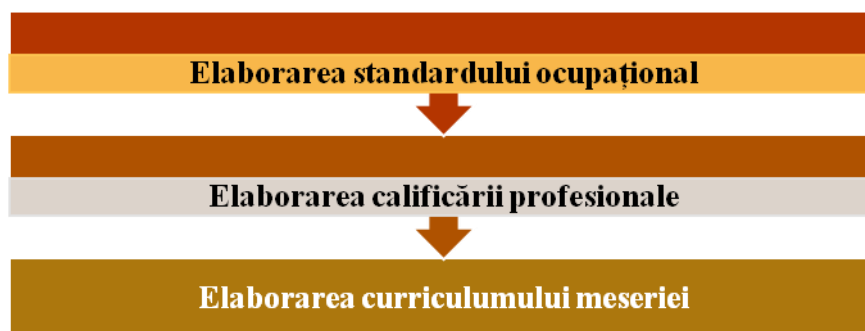 Elaborarea standardului ocupațional
Elaborarea calificării profesionale
Elaborarea curriculumului meseriei